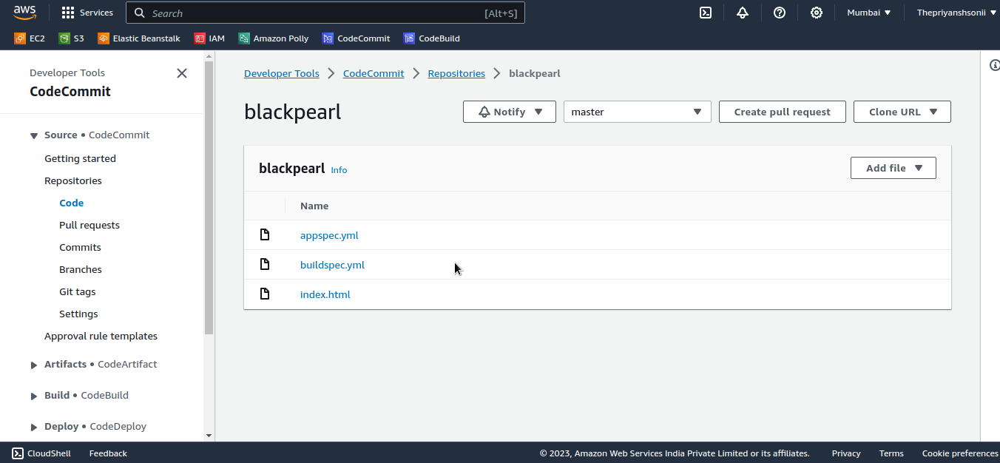 aws Services Search [Alt+S] Mumbai Thepriyanshsonii
EC2 S3 Elastic Beanstalk IAM Amazon Polly CodeCommit CodeBuild
Developer Tools
CodeCommit
Source • CodeCommit
Getting started
Repositories
Code
Pull requests
Commits
Branches
Git tags
Settings
Approval rule templates
Artifacts • CodeArtifact
Build • CodeBuild
Deploy • CodeDeploy
Developer Tools CodeCommit Repositories blackpearl
blackpearl Notify master Create pull request Clone URL
blackpearl Info Add file
Name
appspec.yml
buildspec.yml
index.html
CloudShell Feedback © 2023, Amazon Web Services India Private Limited or its affiliates. Privacy Terms Cookie preferences